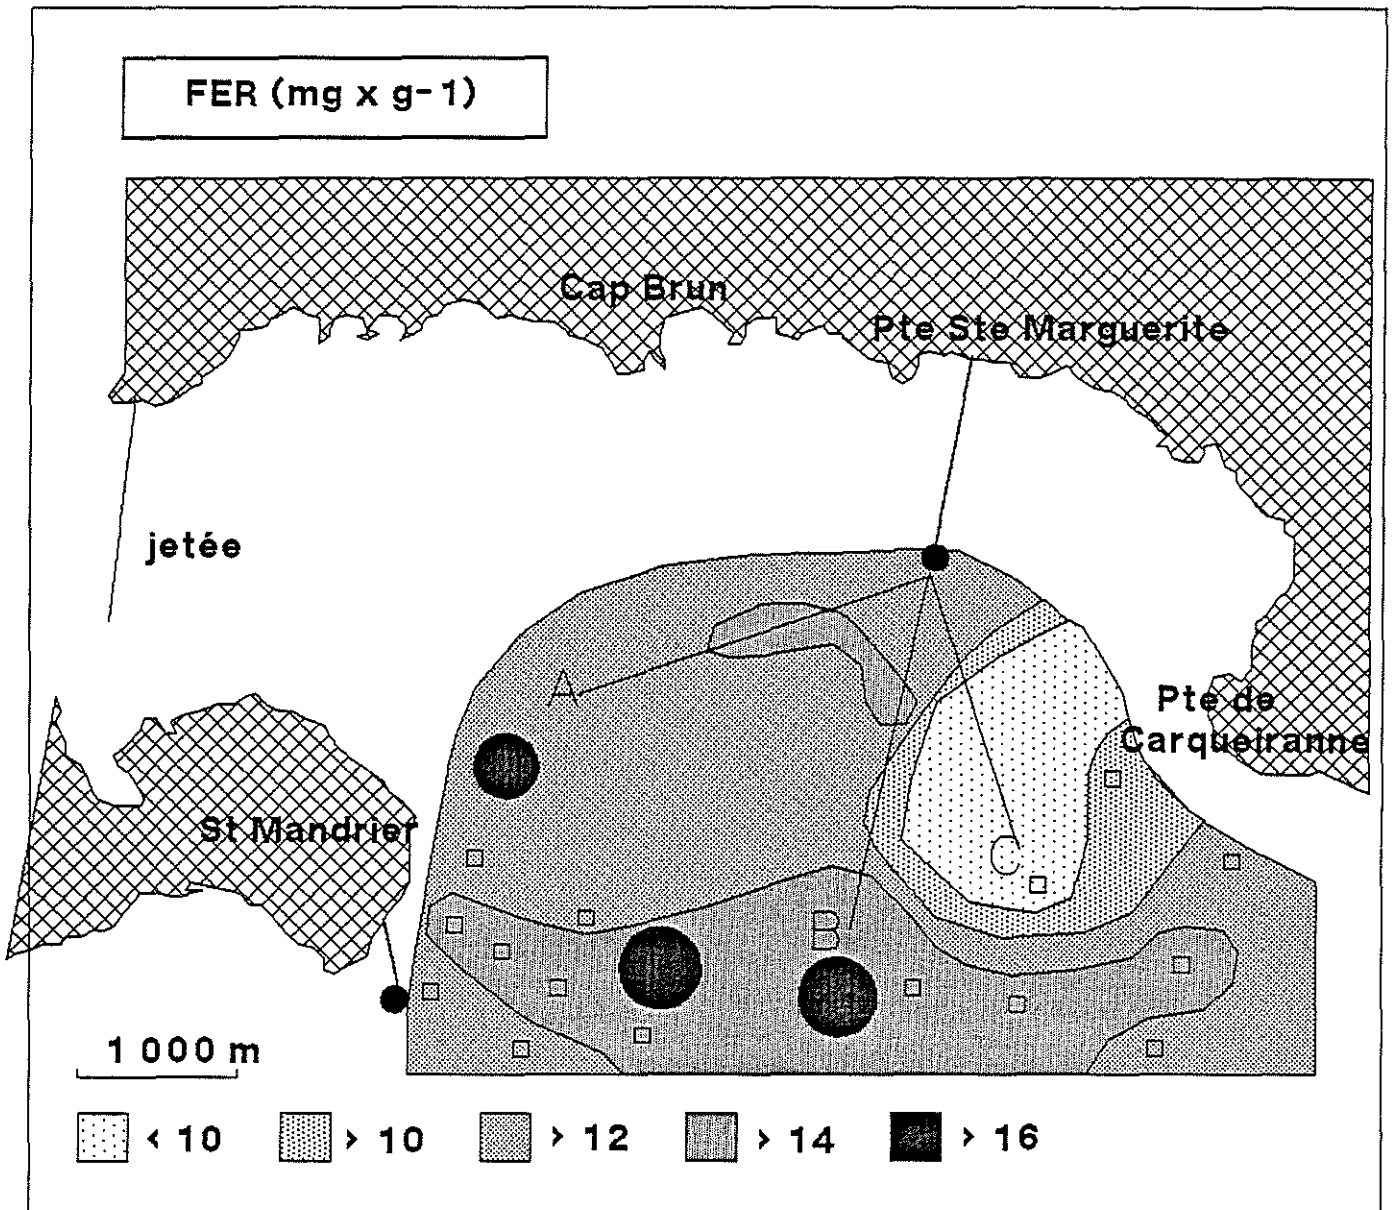 FER (mg x g-1)
Cap Brun
Pte Ste Marguerite
jetée
A
Pte de
Carqueiranne
St Mandrier
C
B
1 000 m
< 10 > 10 > 12 > 14 > 16